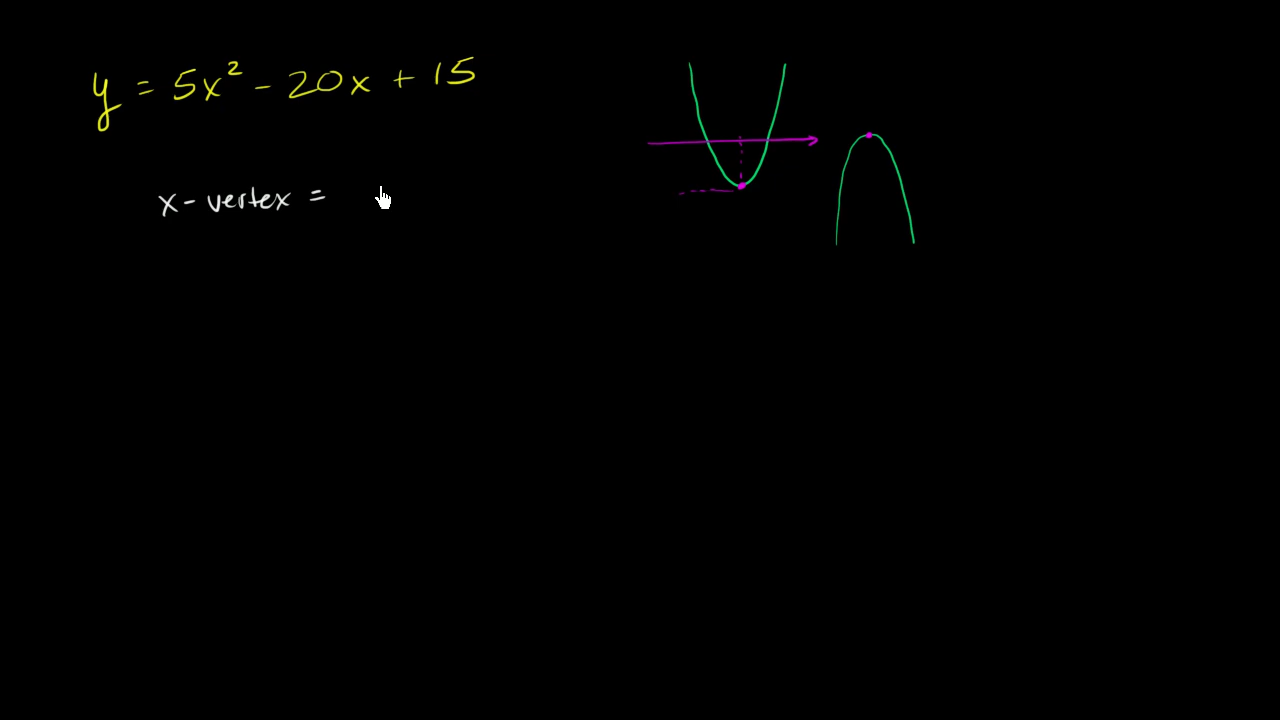 y = 5x² - 20x + 15
x - vertex =